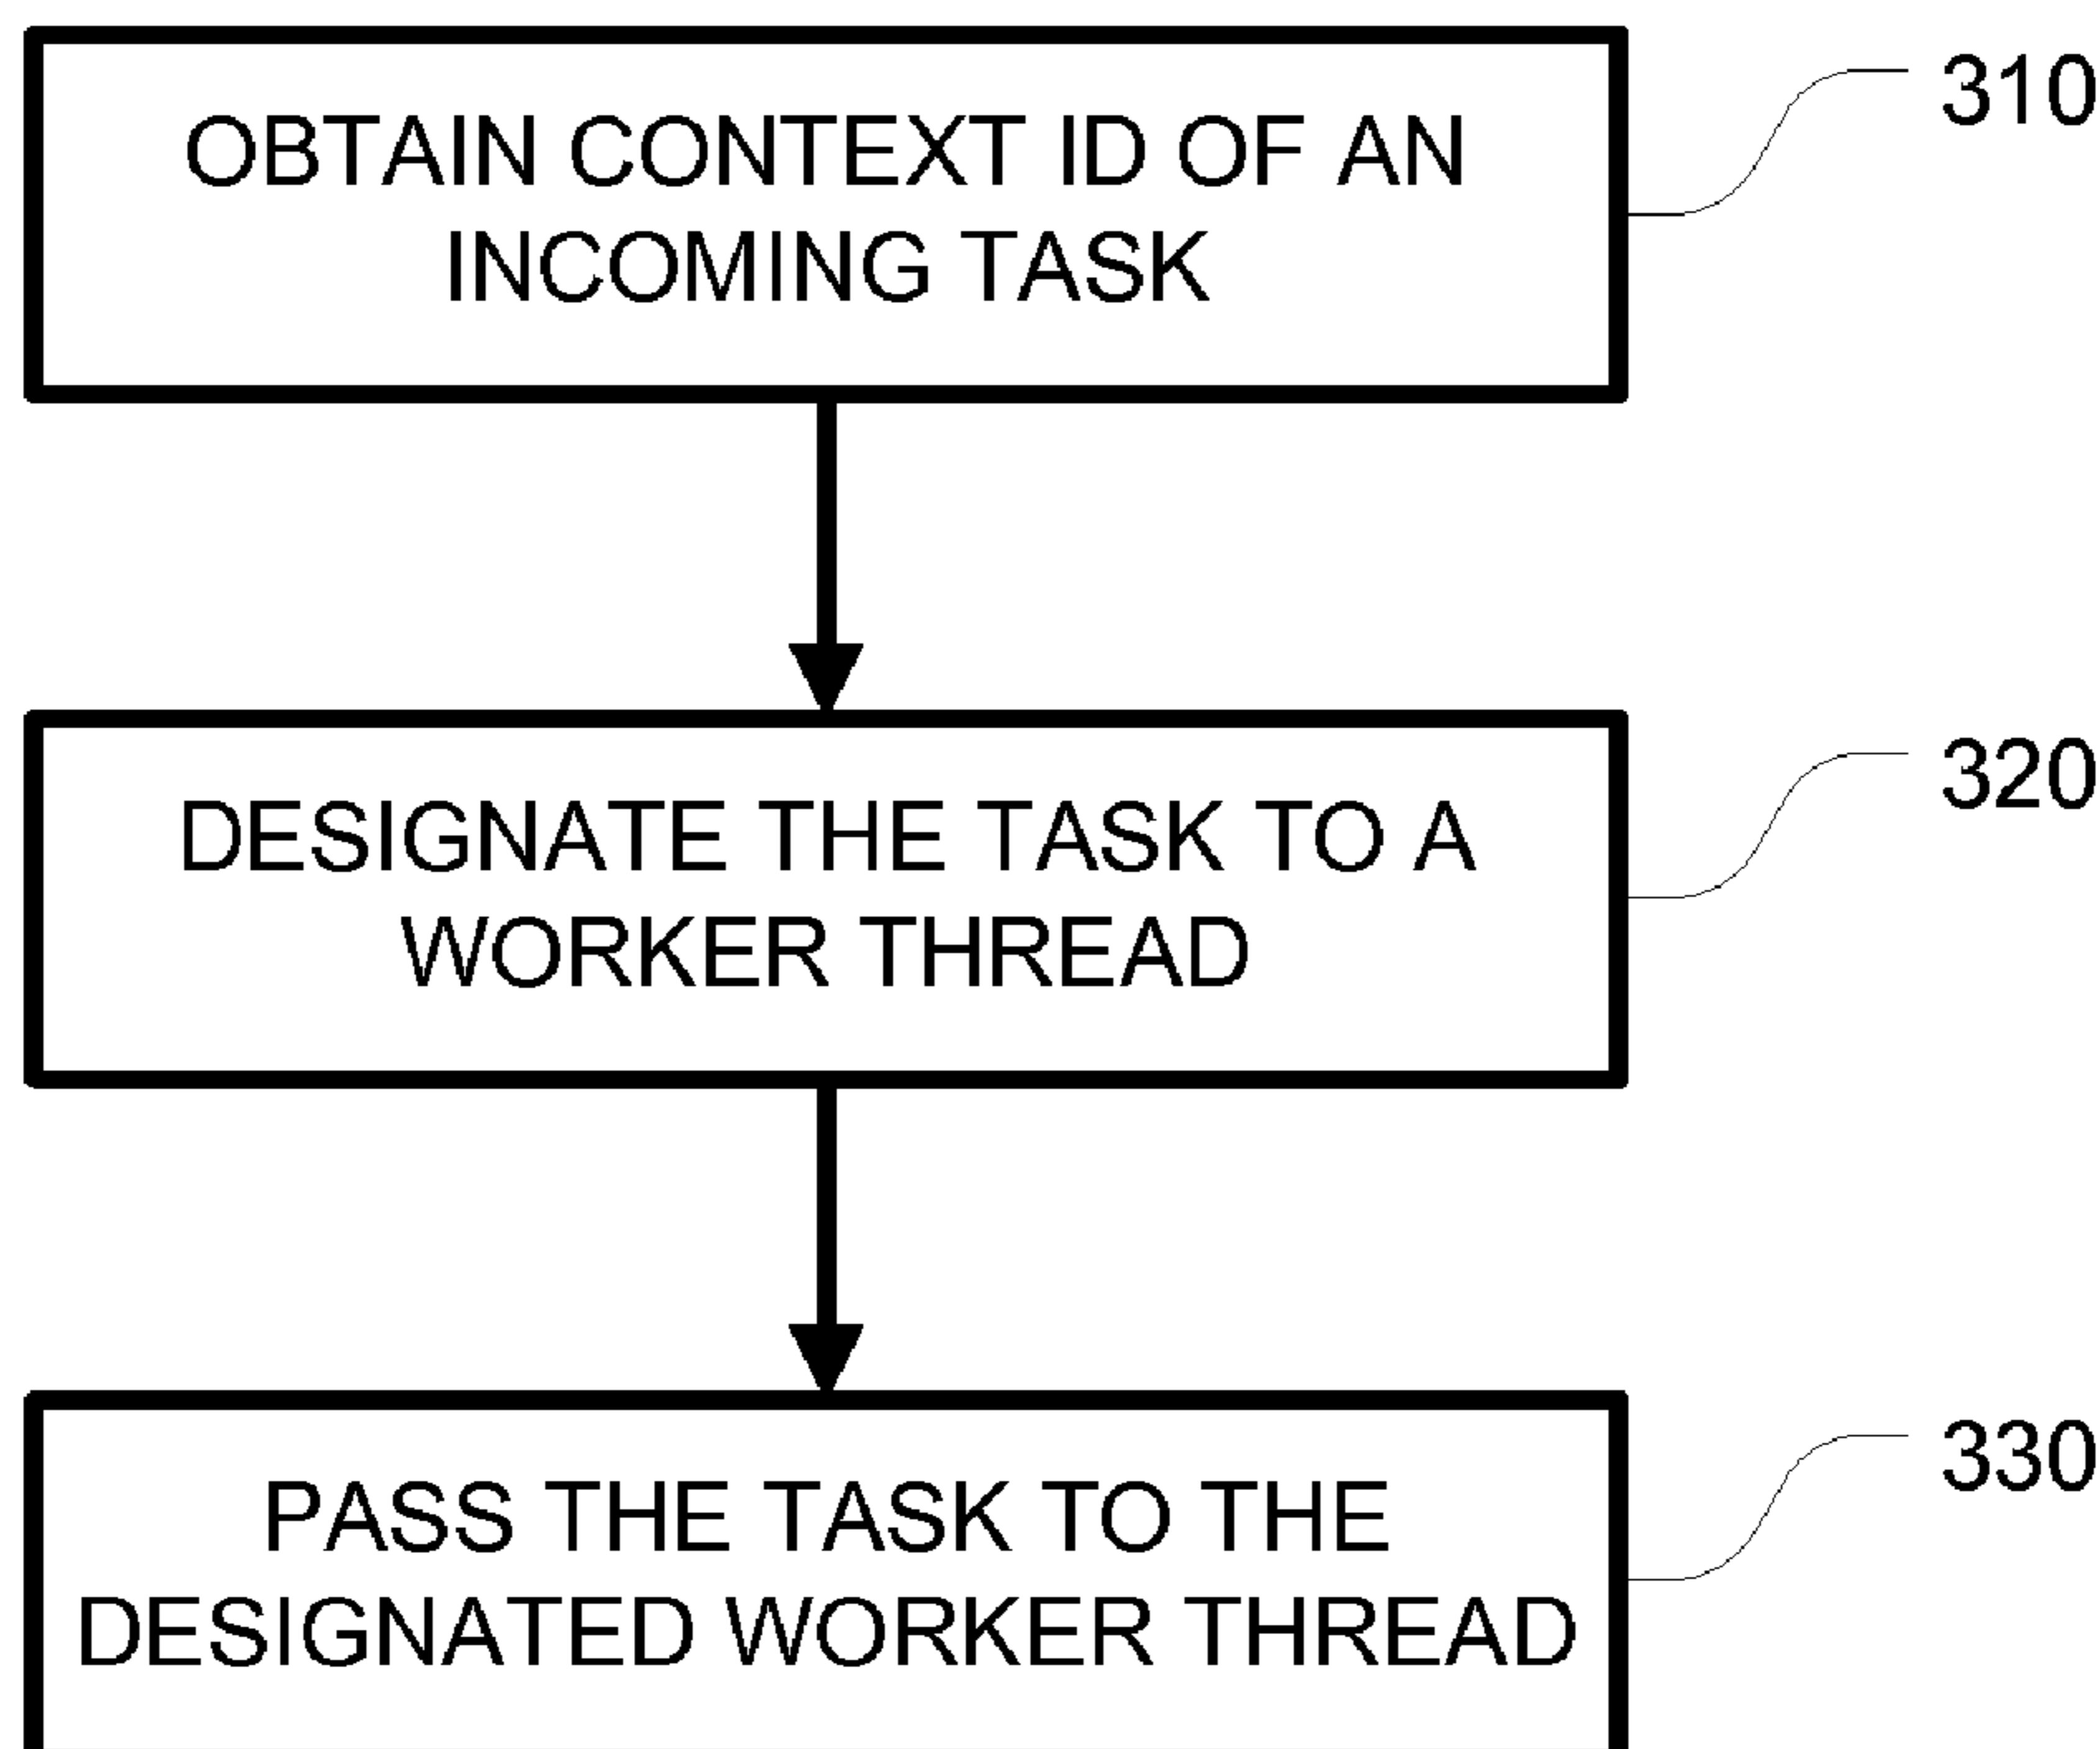 OBTAIN CONTEXT ID OF AN
INCOMING TASK
310
DESIGNATE THE TASK TO A
WORKER THREAD
320
PASS THE TASK TO THE
DESIGNATED WORKER THREAD
330